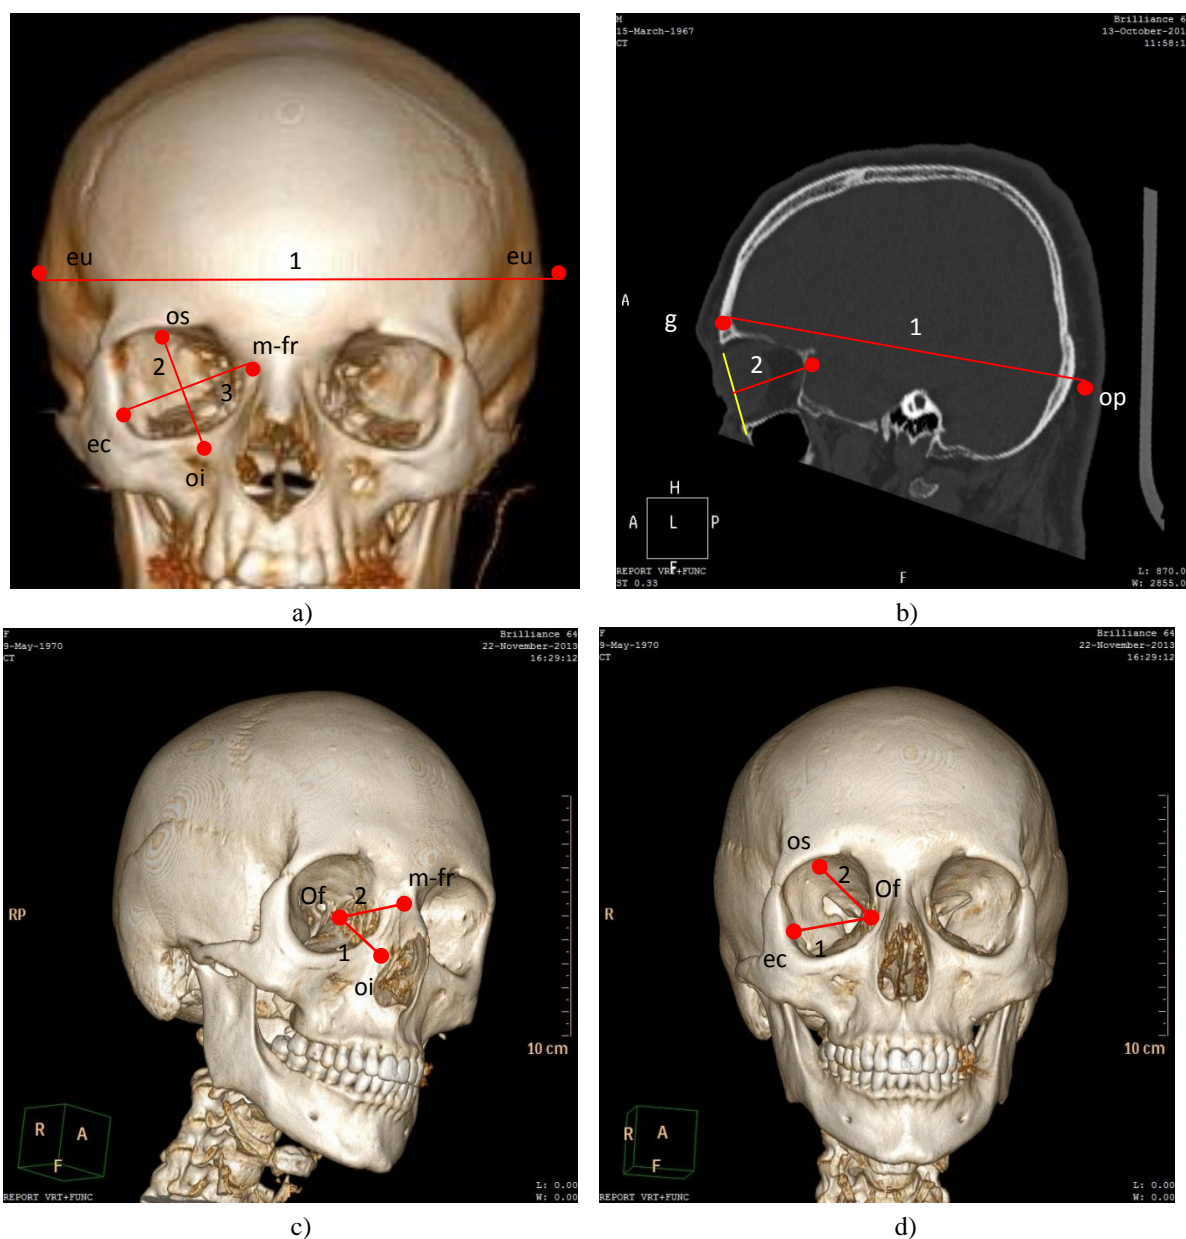 eu 1 eu
os
m-fr
2
3
ec
oi
a)
M
15-March-1967
CT
Brilliance 6
13-October-201
11:58:1
A
g
1
2
op
H
A L P
F
REPORT VRT+FUNC
ST 0.33
F
L: 870.0
W: 2855.0
b)
F
9-May-1970
CT
Brilliance 64
22-November-2013
16:29:12
RP
Of 2 m-fr
1
oi
10 cm
R A
F
REPORT VRT+FUNC
L: 0.00
W: 0.00
c)
F
9-May-1970
CT
Brilliance 64
22-November-2013
16:29:12
R
os
2 Of
ec 1
10 cm
R A
F
F
REPORT VRT+FUNC
L: 0.00
W: 0.00
d)